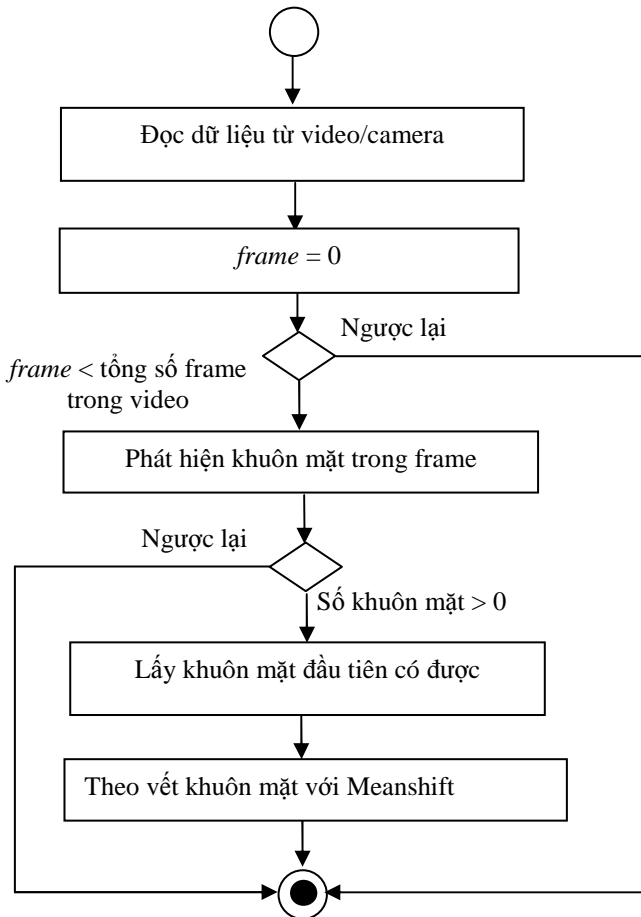 Đọc dữ liệu từ video/camera
frame = 0
Ngược lại
frame < tổng số frame
trong video
Phát hiện khuôn mặt trong frame
Ngược lại
Số khuôn mặt > 0
Lấy khuôn mặt đầu tiên có được
Theo vết khuôn mặt với Meanshift